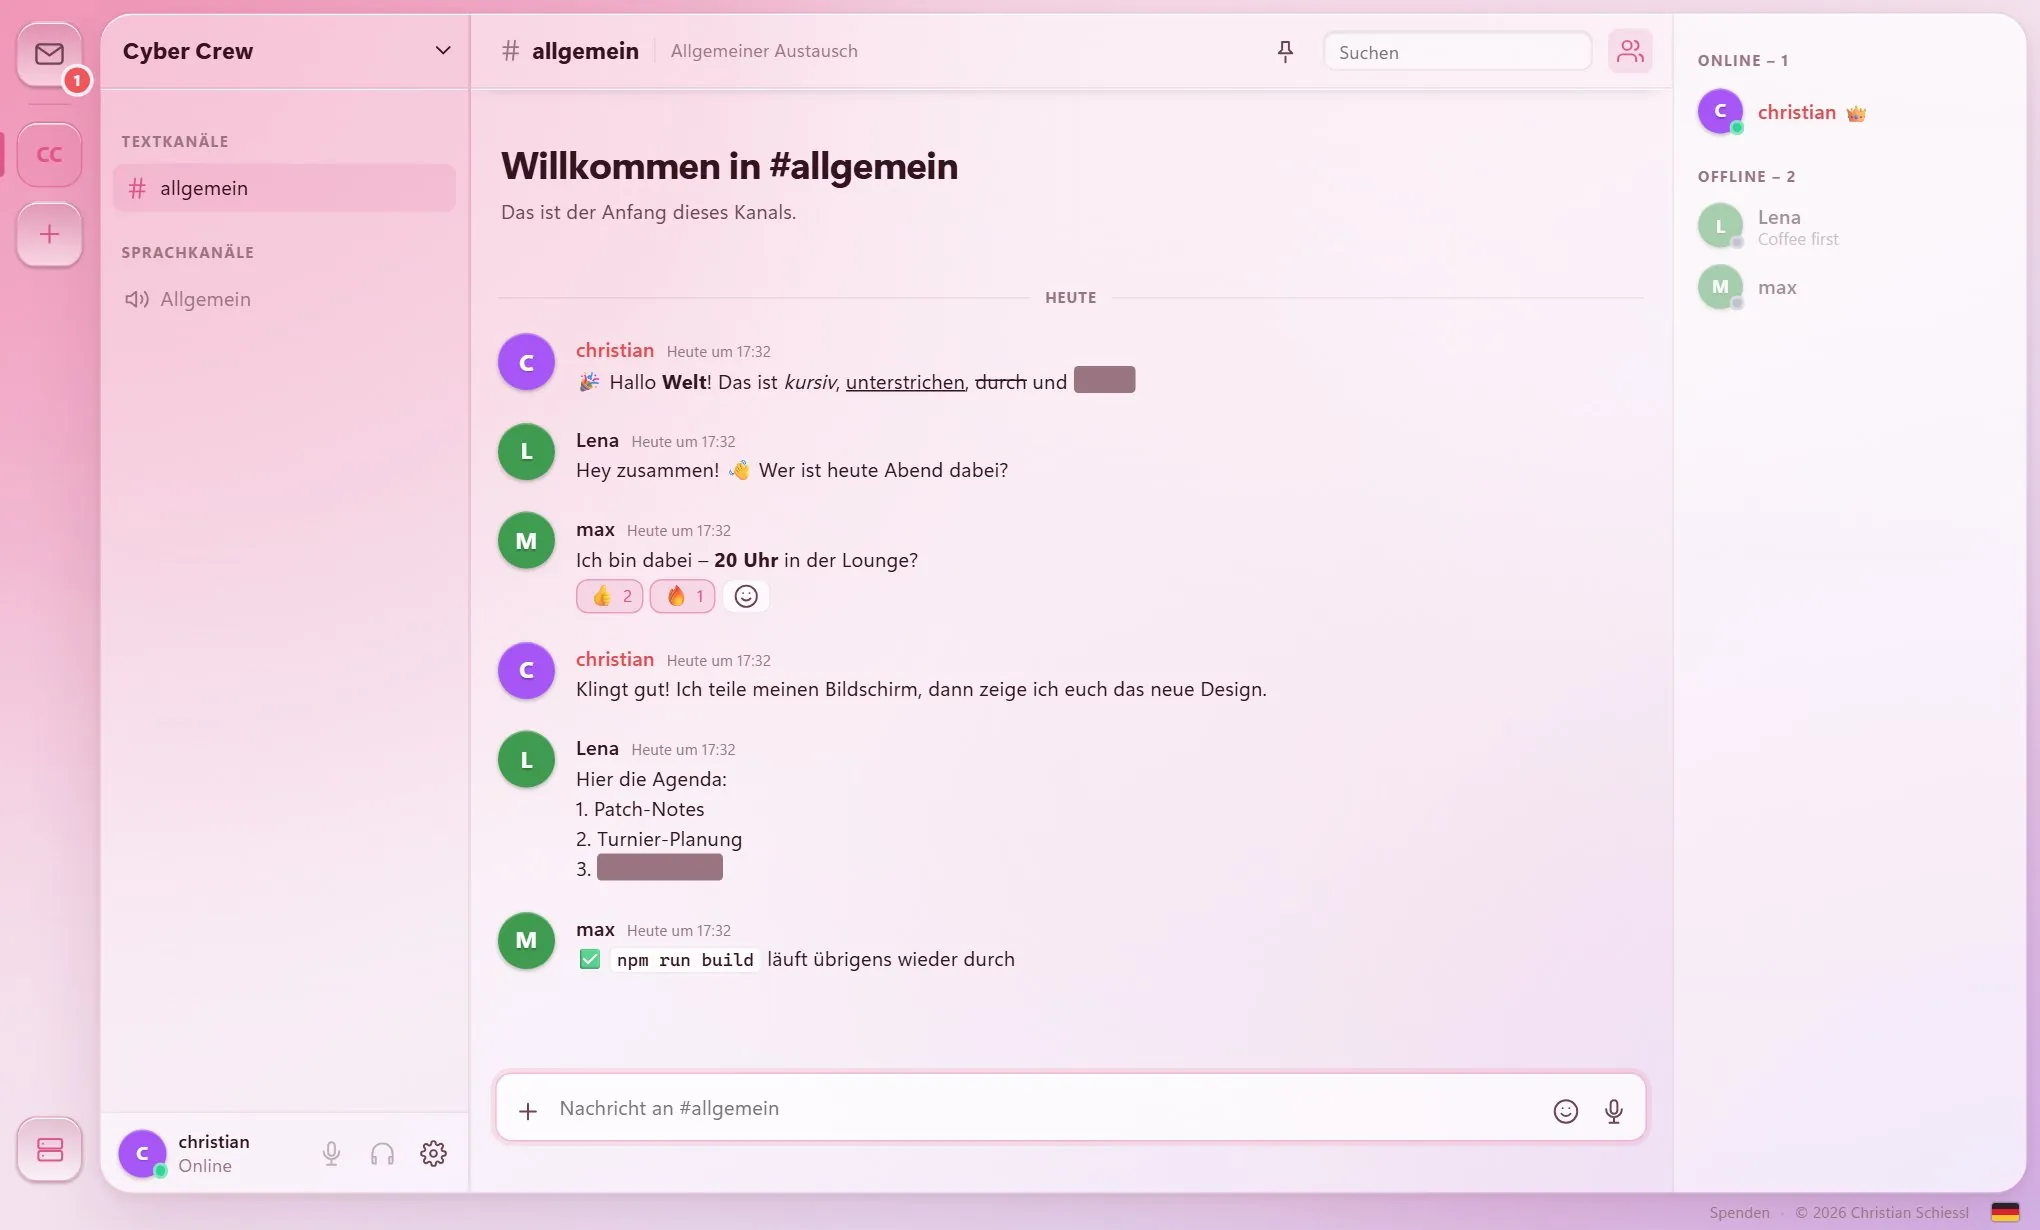 1
CC
Cyber Crew
TEXTKANÄLE
# allgemein
SPRACHKANÄLE
Allgemein
C
christian
Online
# allgemein
Allgemeiner Austausch
Suchen
Willkommen in #allgemein
Das ist der Anfang dieses Kanals.
HEUTE
C
christian Heute um 17:32
🎉 Hallo Welt! Das ist kursiv, unterstrichen, durch und
L
Lena Heute um 17:32
Hey zusammen! 👋 Wer ist heute Abend dabei?
M
max Heute um 17:32
Ich bin dabei – 20 Uhr in der Lounge?
👍 2 🔥 1
C
christian Heute um 17:32
Klingt gut! Ich teile meinen Bildschirm, dann zeige ich euch das neue Design.
L
Lena Heute um 17:32
Hier die Agenda:
1. Patch-Notes
2. Turnier-Planung
3.
M
max Heute um 17:32
✅ npm run build läuft übrigens wieder durch
Nachricht an #allgemein
ONLINE – 1
C
christian 👑
OFFLINE – 2
L
Lena
Coffee first
M
max
Spenden · © 2026 Christian Schiessl